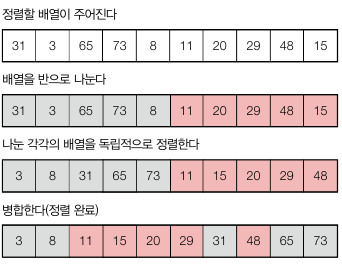 정렬할 배열이 주어진다
31 3 65 73 8 11 20 29 48 15
배열을 반으로 나눈다
31 3 65 73 8 11 20 29 48 15
나눈 각각의 배열을 독립적으로 정렬한다
3 8 31 65 73 11 15 20 29 48
병합한다(정렬 완료)
3 8 11 15 20 29 31 48 65 73